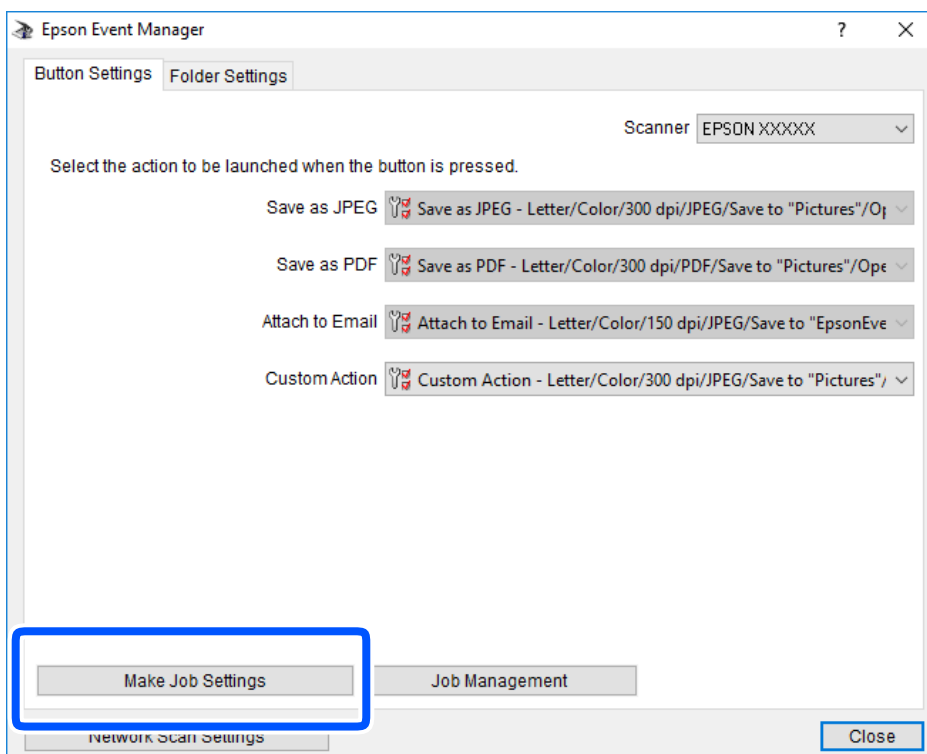 Epson Event Manager
?
Button Settings Folder Settings
Scanner EPSON XXXXX
Select the action to be launched when the button is pressed.
Save as JPEG Save as JPEG - Letter/Color/300 dpi/JPEG/Save to "Pictures"/Op
Save as PDF Save as PDF - Letter/Color/300 dpi/PDF/Save to "Pictures"/Ope
Attach to Email Attach to Email - Letter/Color/150 dpi/JPEG/Save to "EpsonEve
Custom Action Custom Action - Letter/Color/300 dpi/JPEG/Save to "Pictures"/
Make Job Settings Job Management
Network Scan Settings Close